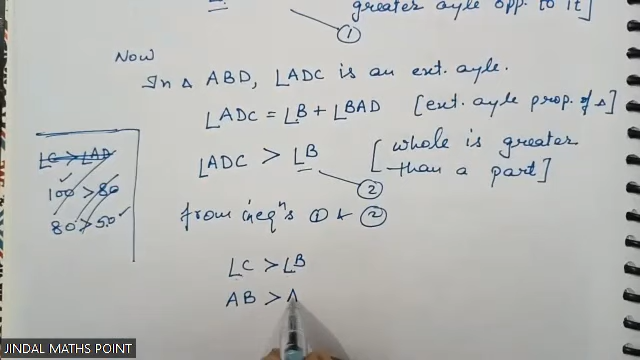 greater angle opp. to it]
①
Now
In △ ABD, ∠ADC is an ext. angle.
∠ADC = ∠B + ∠BAD [ext. angle prop. of △]
∠ADC > ∠B [whole is greater
than a part]
②
∠C > ∠AD
100 > 80
80 > 50
from ineqⁿs ① & ②
∠C > ∠B
AB > A
JINDAL MATHS POINT